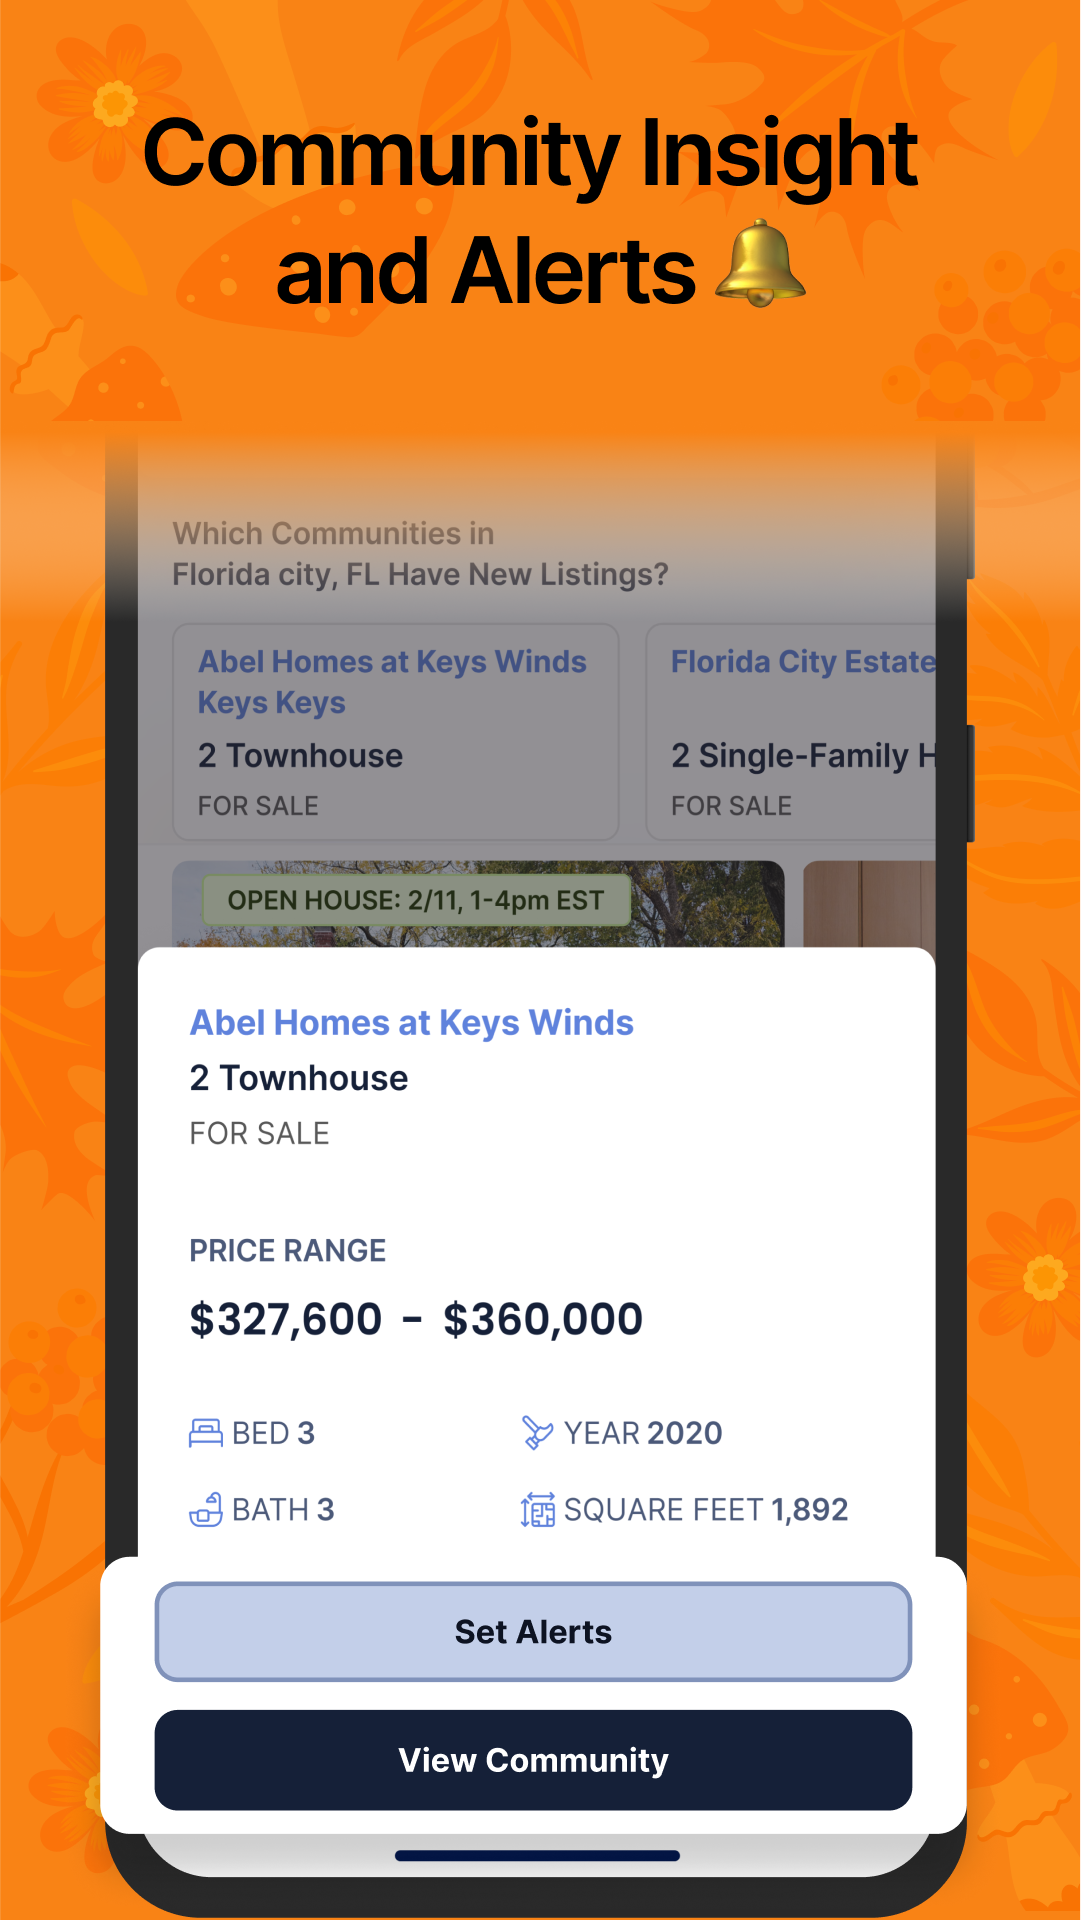 Community Insight
and Alerts
Which Communities in
Florida city, FL Have New Listings?
Abel Homes at Keys Winds
Keys Keys
2 Townhouse
FOR SALE
Florida City Estate
2 Single-Family H
FOR SALE
OPEN HOUSE: 2/11, 1-4pm EST
Abel Homes at Keys Winds
2 Townhouse
FOR SALE
PRICE RANGE
$327,600 - $360,000
BED 3
YEAR 2020
BATH 3
SQUARE FEET 1,892
Set Alerts
View Community